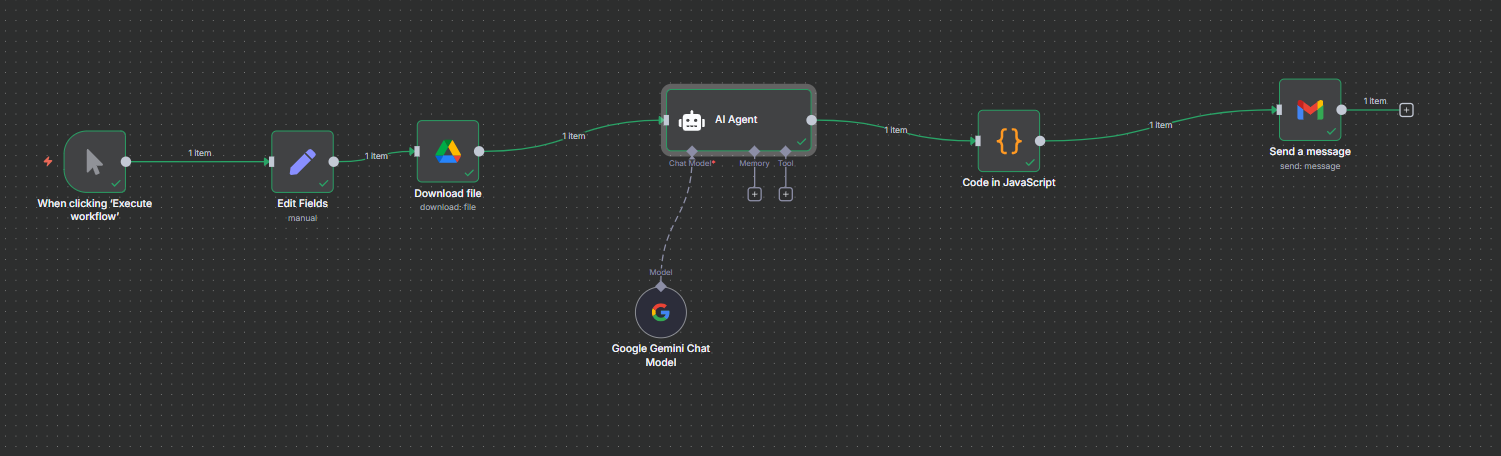 When clicking ‘Execute
workflow’
1 item
Edit Fields
manual
1 item
Download file
download: file
1 item
AI Agent
Chat Model*
Memory
Tool
Model
Google Gemini Chat
Model
1 item
{}
Code in JavaScript
1 item
Send a message
send: message
1 item